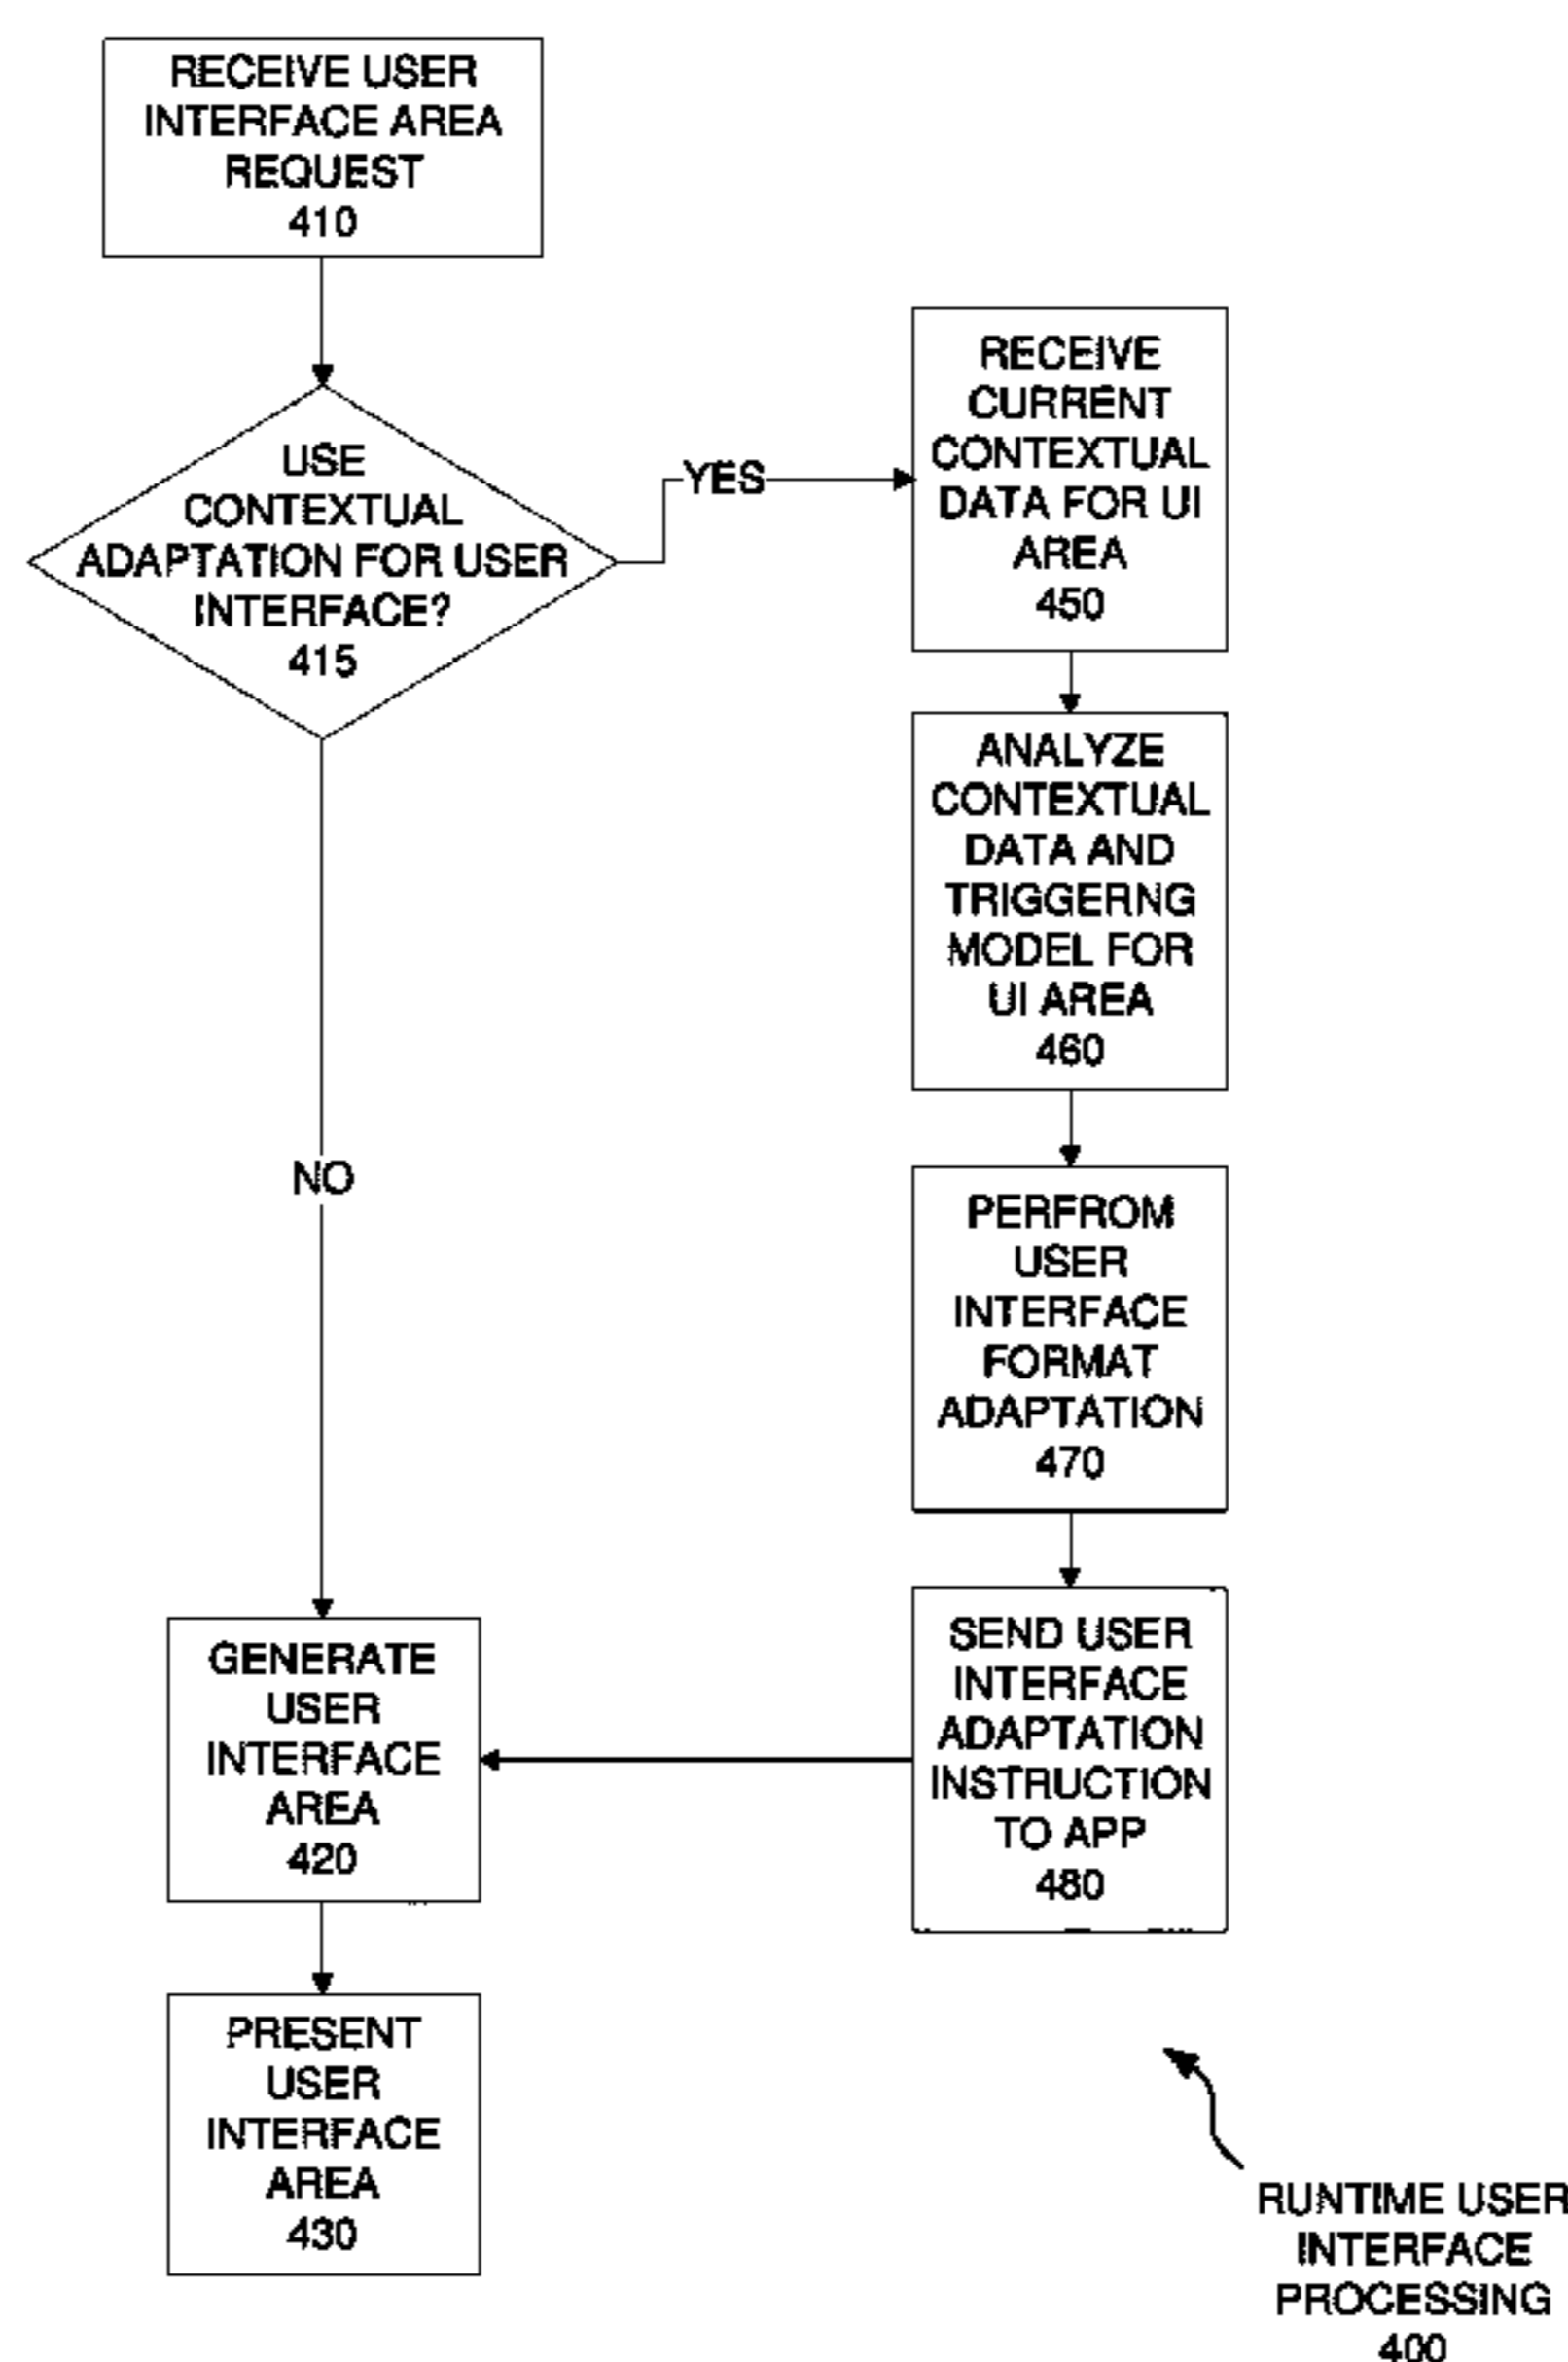 RECEIVE USER
INTERFACE AREA
REQUEST
410
USE
CONTEXTUAL
ADAPTATION FOR USER
INTERFACE?
415
YES
RECEIVE
CURRENT
CONTEXTUAL
DATA FOR UI
AREA
450
ANALYZE
CONTEXTUAL
DATA AND
TRIGGERNG
MODEL FOR
UI AREA
460
NO
PERFROM
USER
INTERFACE
FORMAT
ADAPTATION
470
SEND USER
INTERFACE
ADAPTATION
INSTRUCTION
TO APP
480
GENERATE
USER
INTERFACE
AREA
420
PRESENT
USER
INTERFACE
AREA
430
RUNTIME USER
INTERFACE
PROCESSING
400